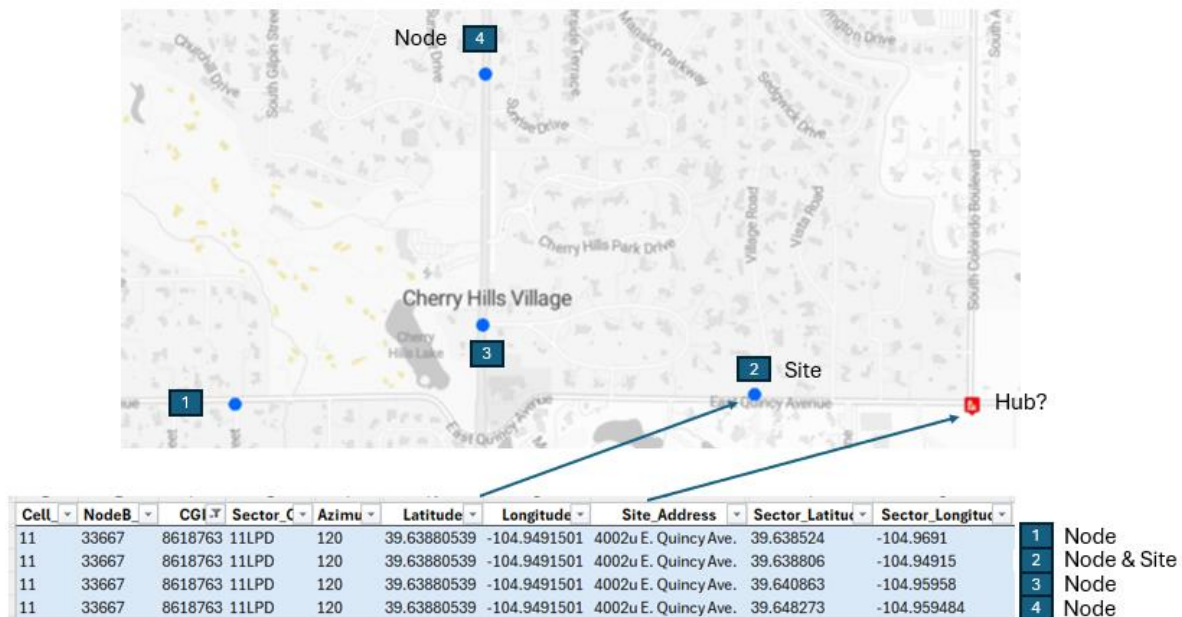 Node 4
South Gilpin Street
Churchill Drive
Mansion Parkway
Sunrise Drive
Sedgwick Drive
South Colorado Boulevard
Village Road
Vista Road
Cherry Hills Park Drive
Cherry Hills Village
Cherry
Hills Lake
3
2 Site
1
East Quincy Avenue
Hub?
East Quincy Avenue
Cell_ NodeB_ CGI Sector_C Azimu Latitude Longitude Site_Address Sector_Latituc Sector_Longituc
11 33667 8618763 11LPD 120 39.63880539 -104.9491501 4002u E. Quincy Ave. 39.638524 -104.9691 1 Node
11 33667 8618763 11LPD 120 39.63880539 -104.9491501 4002u E. Quincy Ave. 39.638806 -104.94915 2 Node & Site
11 33667 8618763 11LPD 120 39.63880539 -104.9491501 4002u E. Quincy Ave. 39.640863 -104.95958 3 Node
11 33667 8618763 11LPD 120 39.63880539 -104.9491501 4002u E. Quincy Ave. 39.648273 -104.959484 4 Node